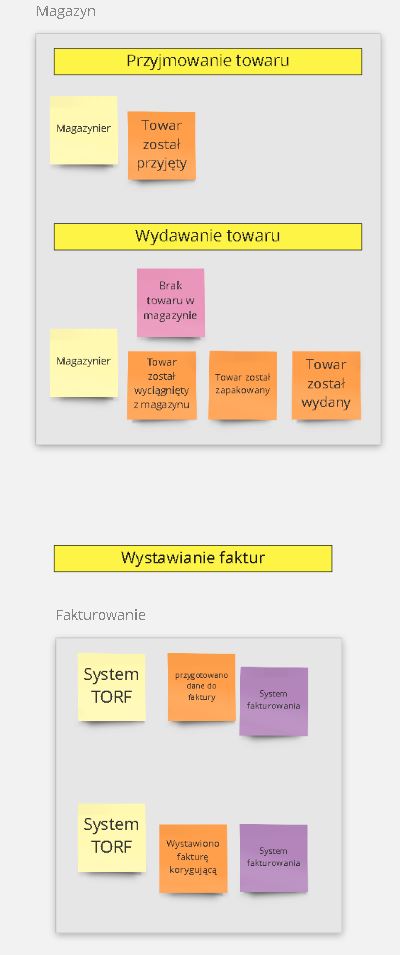 Magazyn
Przyjmowanie towaru
Magazynier
Towar
został
przyjęty
Wydawanie towaru
Brak
towaru w
magazynie
Magazynier
Towar
został
wyciągnięty
z magazynu
Towar został
zapakowany
Towar
został
wydany
Wystawianie faktur
Fakturowanie
System
TORF
przygotowano
dane do
faktury
System
fakturowania
System
TORF
Wystawiono
fakturę
korygującą
System
fakturowania